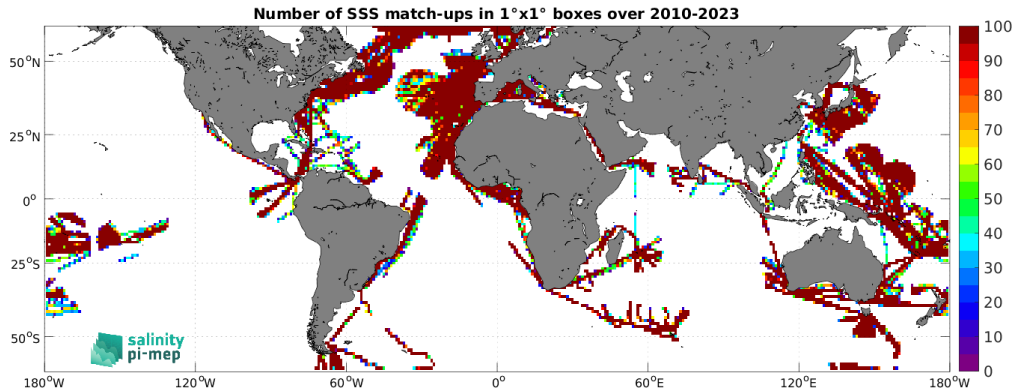 Number of SSS match-ups in 1°x1° boxes over 2010-2023
50°N
25°N
0°
25°S
50°S
180°W
120°W
60°W
0°
60°E
120°E
180°W
100
90
80
70
60
50
40
30
20
10
0
salinity
pi-mep